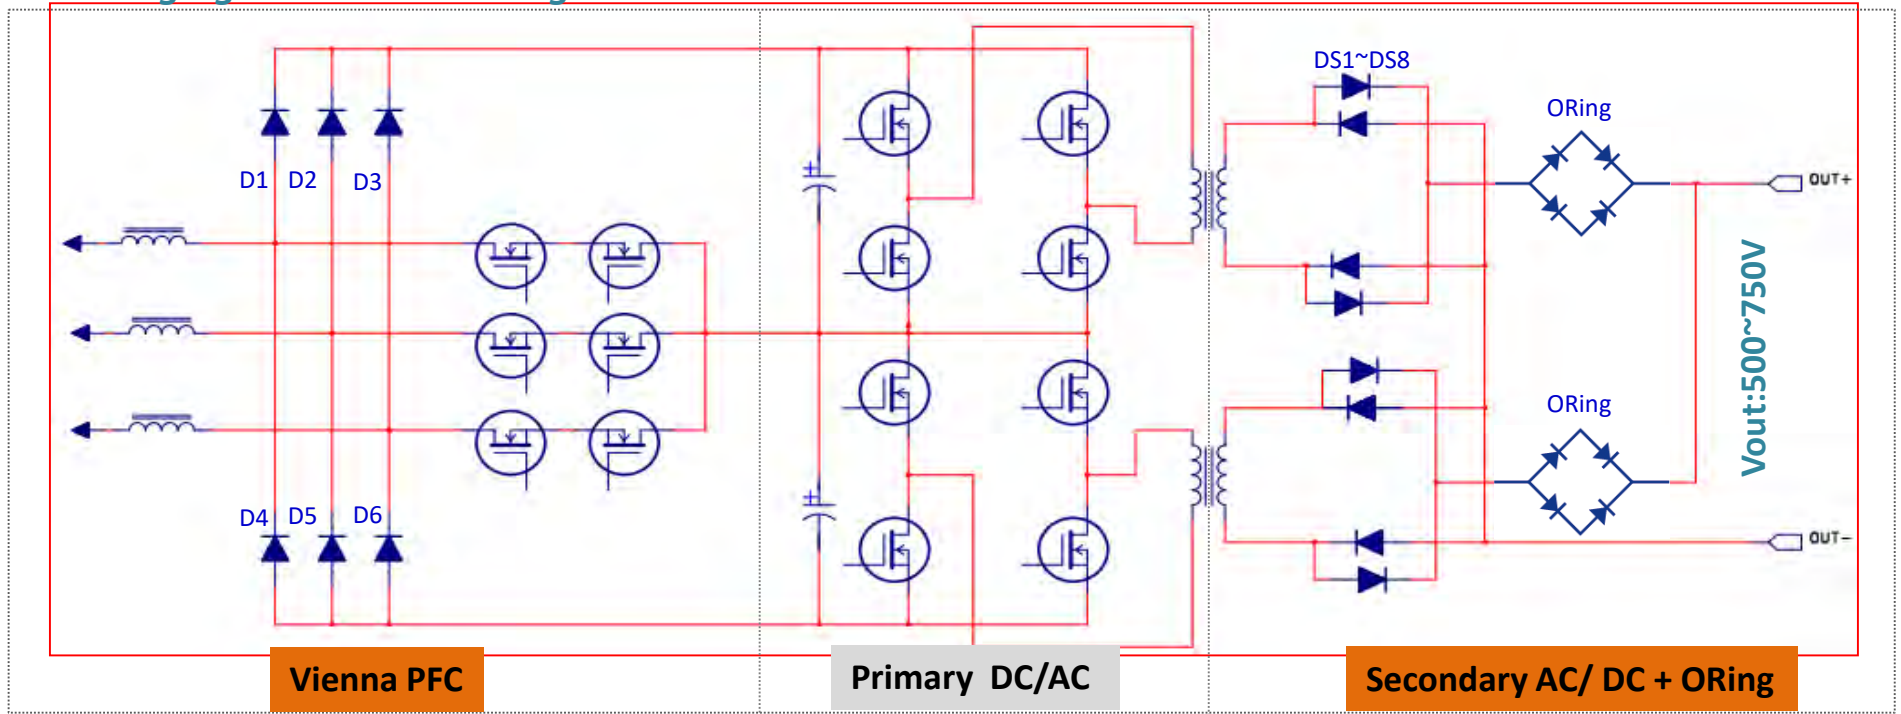 DS1~DS8
ORing
D1 D2 D3
OUT+
Vout:500~750V
ORing
D4 D5 D6
OUT-
Vienna PFC
Primary DC/AC
Secondary AC/ DC + ORing